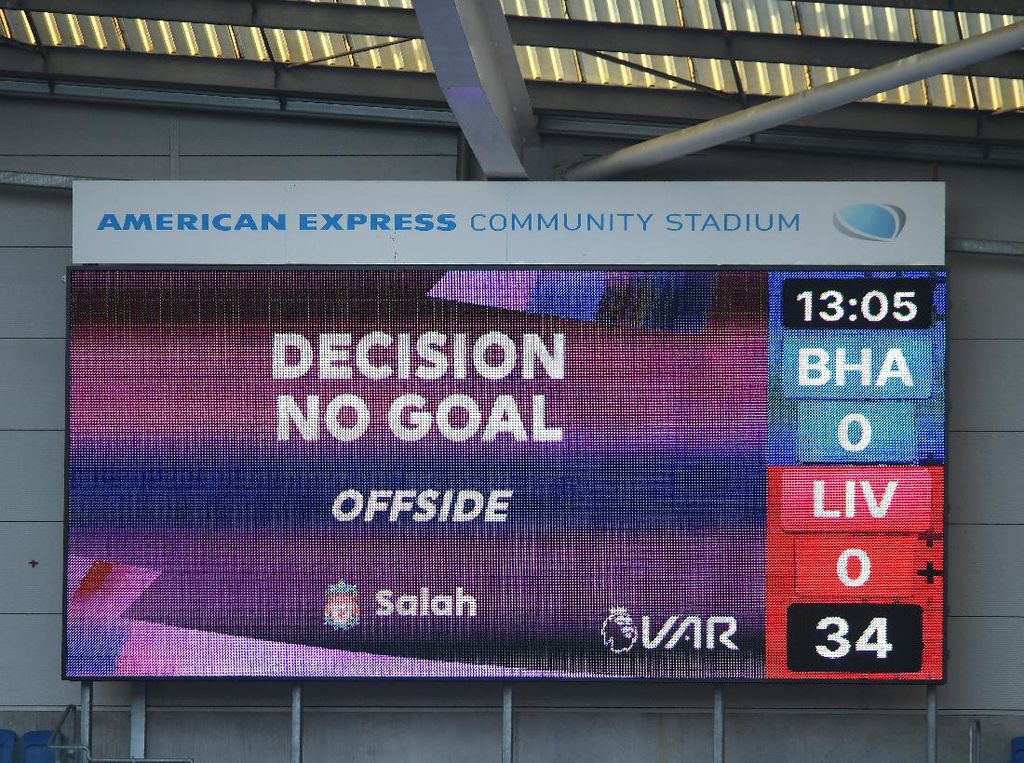 AMERICAN EXPRESS COMMUNITY STADIUM
DECISION
NO GOAL
OFFSIDE
Salah
VAR
13:05
BHA
0
LIV
0
34